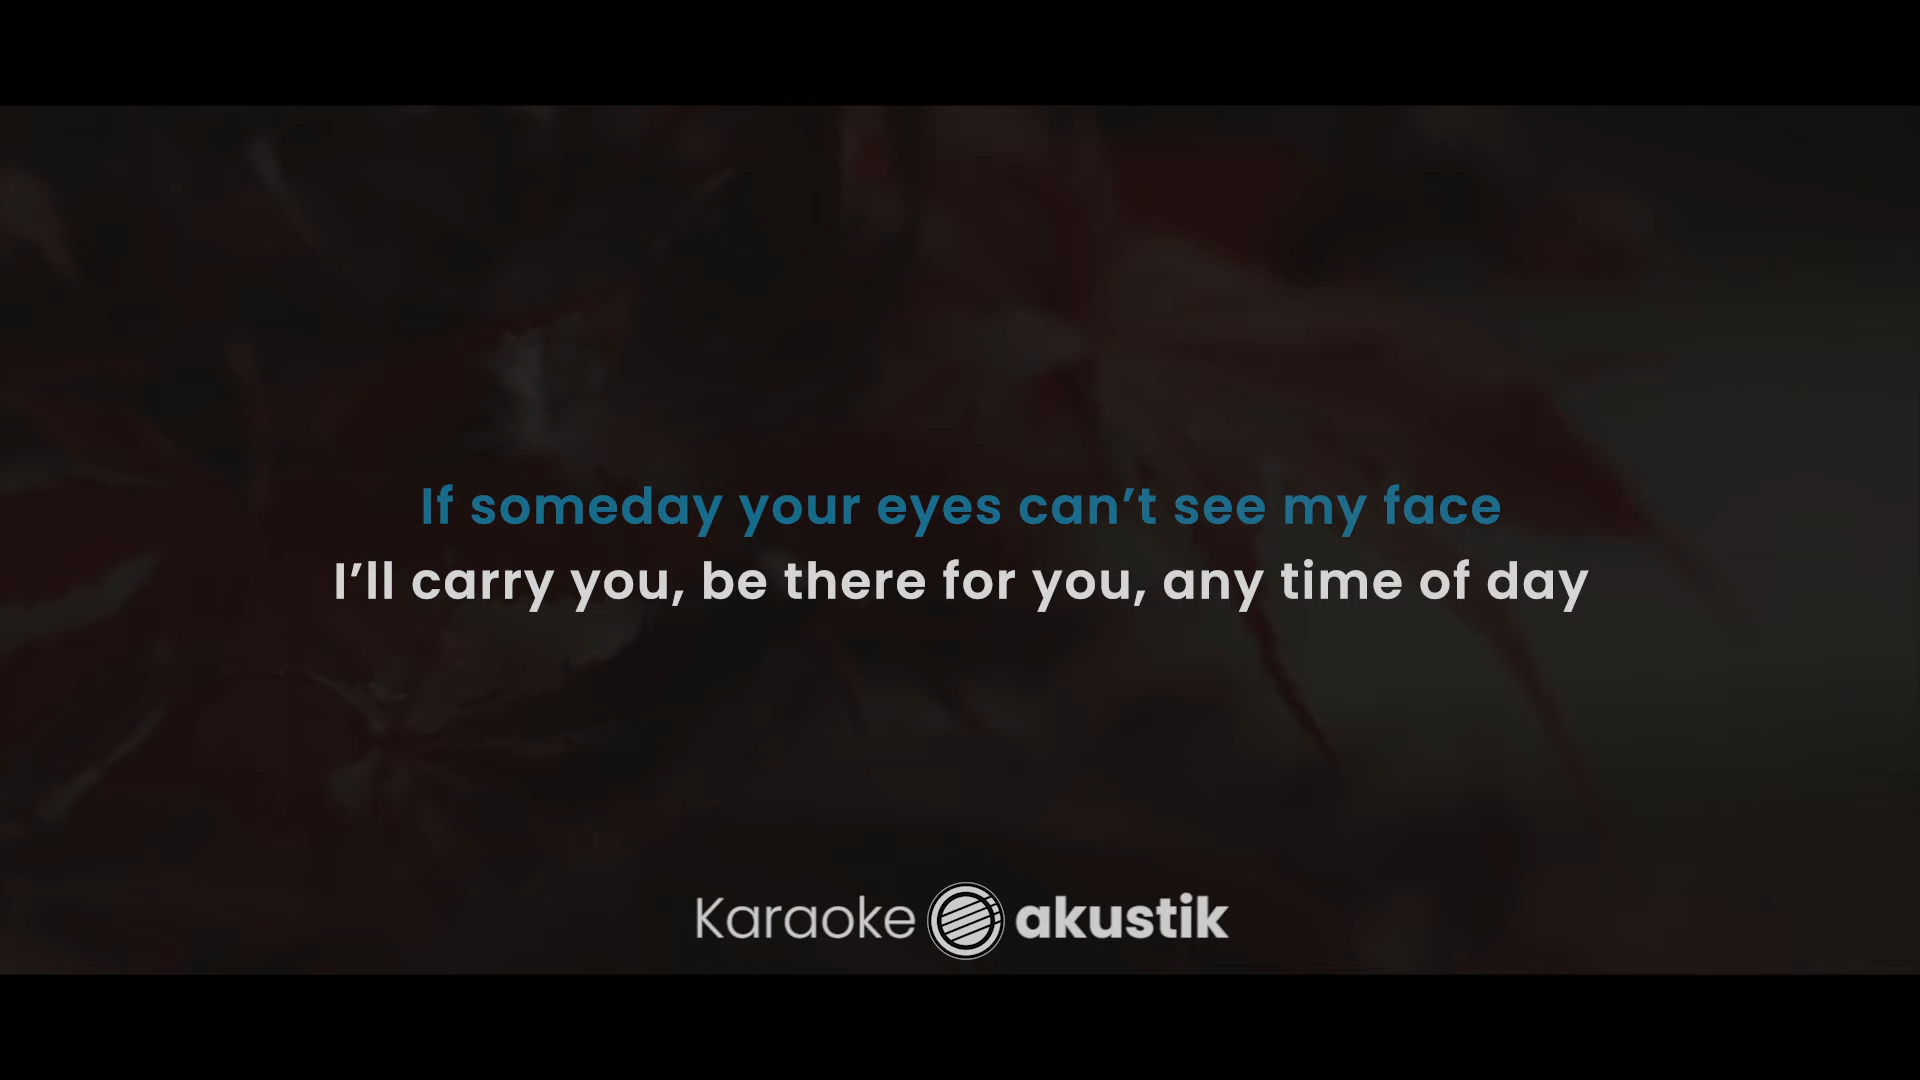 If someday your eyes can’t see my face
I’ll carry you, be there for you, any time of day
Karaoke akustik